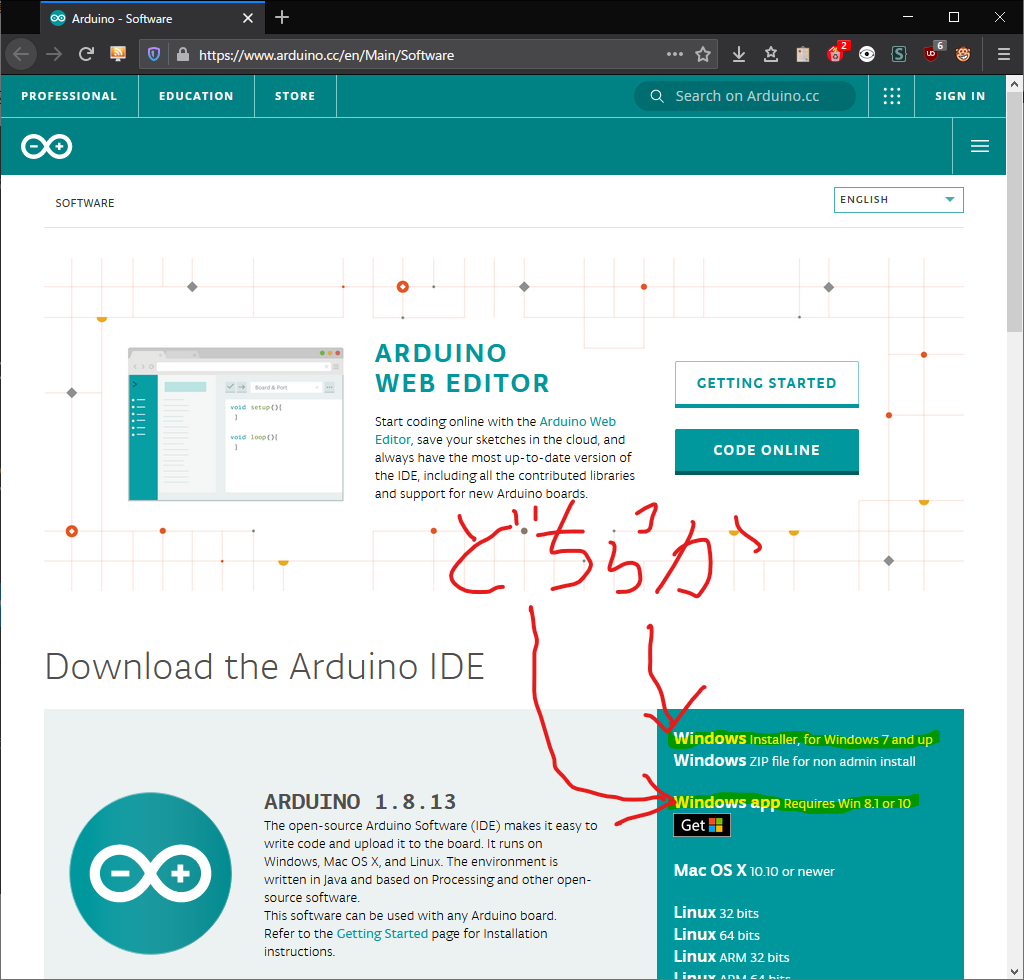 Arduino - Software
https://www.arduino.cc/en/Main/Software
2
6
PROFESSIONAL EDUCATION STORE Search on Arduino.cc SIGN IN
SOFTWARE
ENGLISH
Board & Port
void setup(){
}
void loop(){
}
ARDUINO
WEB EDITOR
Start coding online with the Arduino Web
Editor, save your sketches in the cloud, and
always have the most up-to-date version of
the IDE, including all the contributed libraries
and support for new Arduino boards.
GETTING STARTED
CODE ONLINE
どちらか
Download the Arduino IDE
ARDUINO 1.8.13
The open-source Arduino Software (IDE) makes it easy to
write code and upload it to the board. It runs on
Windows, Mac OS X, and Linux. The environment is
written in Java and based on Processing and other open-
source software.
This software can be used with any Arduino board.
Refer to the Getting Started page for Installation
instructions.
Windows Installer, for Windows 7 and up
Windows ZIP file for non admin install
Windows app Requires Win 8.1 or 10
Get
Mac OS X 10.10 or newer
Linux 32 bits
Linux 64 bits
Linux ARM 32 bits
Linux ARM 64 bits